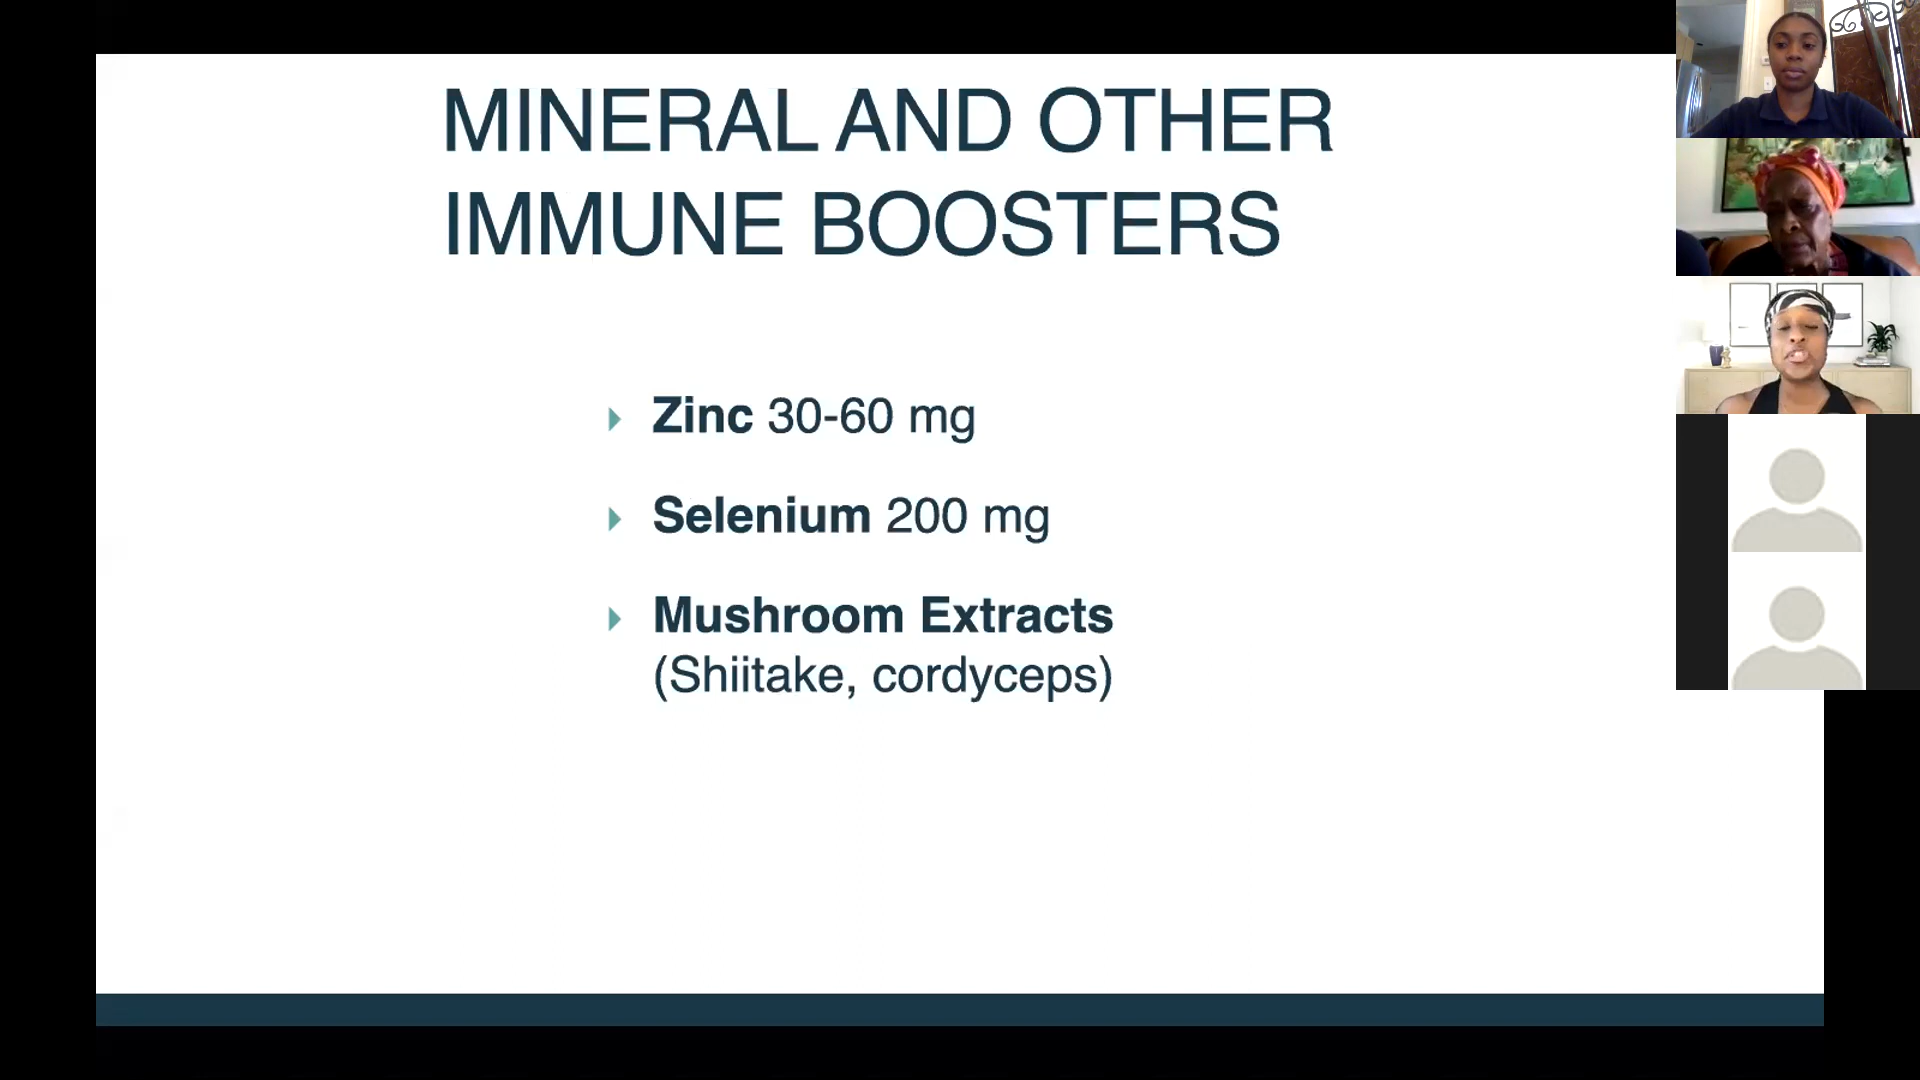 MINERAL AND OTHER
IMMUNE BOOSTERS
Zinc 30-60 mg
Selenium 200 mg
Mushroom Extracts
(Shiitake, cordyceps)